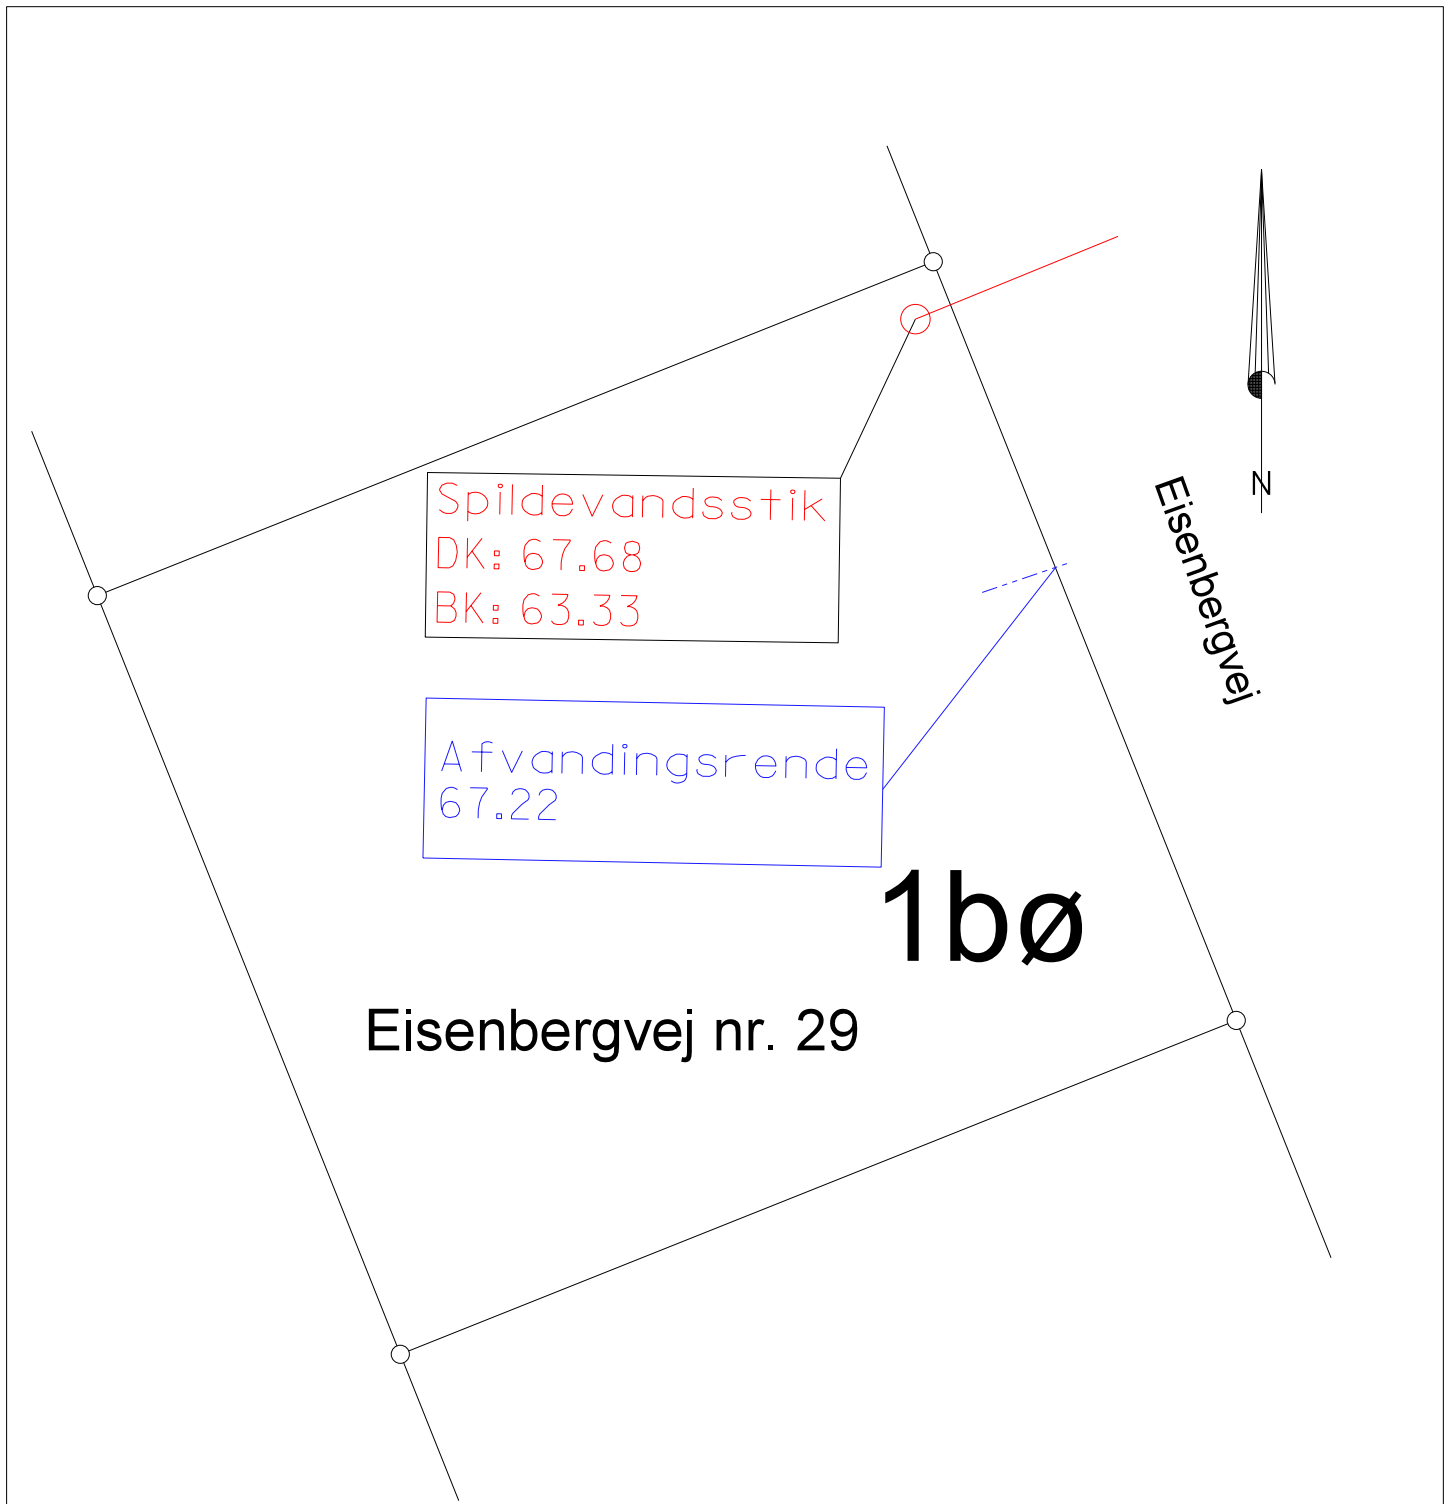 N
Eisenbergvej
Spildevandsstik
DK: 67.68
BK: 63.33
Afvandingsrende
67.22
1bø
Eisenbergvej nr. 29